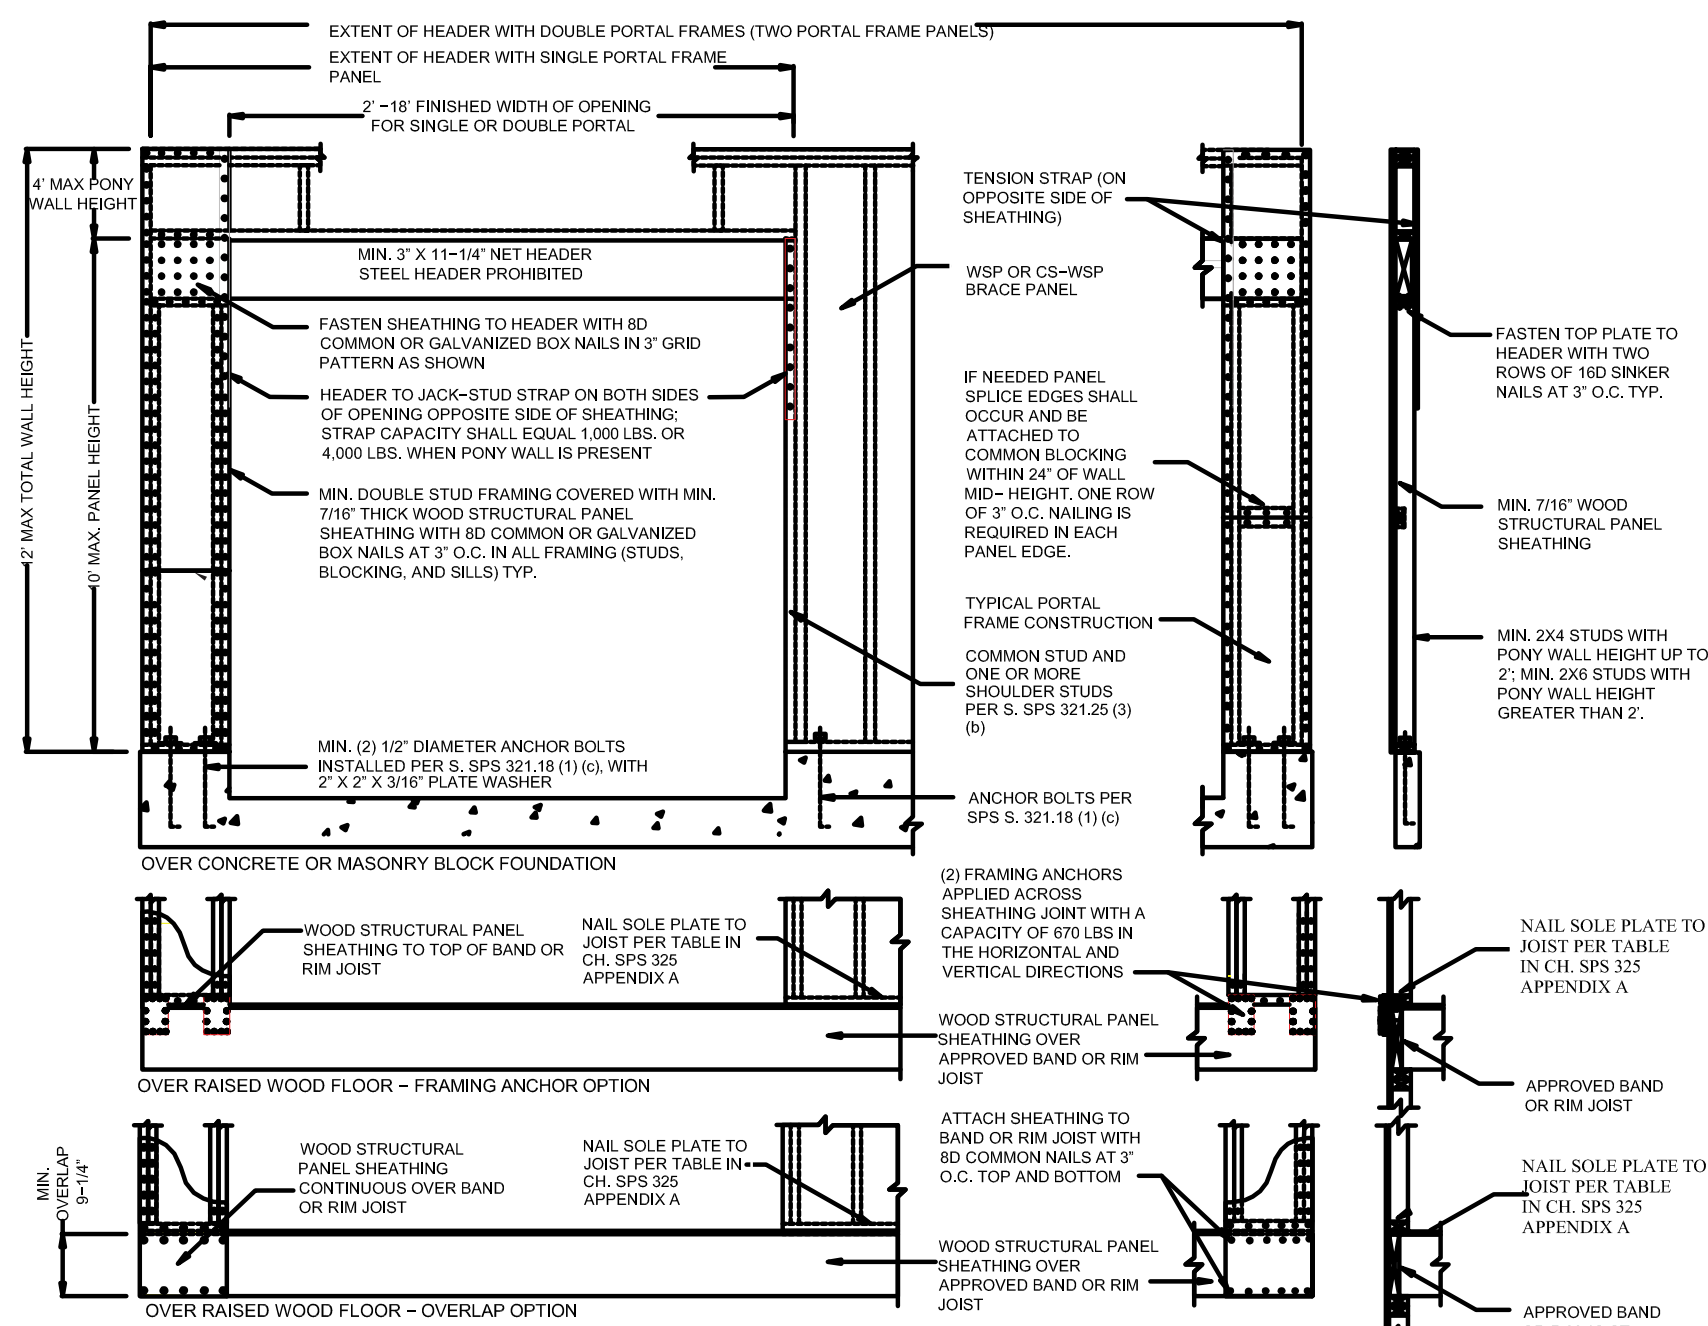 EXTENT OF HEADER WITH DOUBLE PORTAL FRAMES (TWO PORTAL FRAME PANELS)
EXTENT OF HEADER WITH SINGLE PORTAL FRAME
PANEL
2' –18' FINISHED WIDTH OF OPENING
FOR SINGLE OR DOUBLE PORTAL
4' MAX PONY
WALL HEIGHT
12' MAX TOTAL WALL HEIGHT
10' MAX. PANEL HEIGHT
MIN. 3" X 11–1/4" NET HEADER
STEEL HEADER PROHIBITED
FASTEN SHEATHING TO HEADER WITH 8D
COMMON OR GALVANIZED BOX NAILS IN 3" GRID
PATTERN AS SHOWN
HEADER TO JACK–STUD STRAP ON BOTH SIDES
OF OPENING OPPOSITE SIDE OF SHEATHING;
STRAP CAPACITY SHALL EQUAL 1,000 LBS. OR
4,000 LBS. WHEN PONY WALL IS PRESENT
MIN. DOUBLE STUD FRAMING COVERED WITH MIN.
7/16" THICK WOOD STRUCTURAL PANEL
SHEATHING WITH 8D COMMON OR GALVANIZED
BOX NAILS AT 3" O.C. IN ALL FRAMING (STUDS,
BLOCKING, AND SILLS) TYP.
MIN. (2) 1/2" DIAMETER ANCHOR BOLTS
INSTALLED PER S. SPS 321.18 (1) (c), WITH
2" X 2" X 3/16" PLATE WASHER
TENSION STRAP (ON
OPPOSITE SIDE OF
SHEATHING)
WSP OR CS–WSP
BRACE PANEL
IF NEEDED PANEL
SPLICE EDGES SHALL
OCCUR AND BE
ATTACHED TO
COMMON BLOCKING
WITHIN 24" OF WALL
MID– HEIGHT. ONE ROW
OF 3" O.C. NAILING IS
REQUIRED IN EACH
PANEL EDGE.
TYPICAL PORTAL
FRAME CONSTRUCTION
COMMON STUD AND
ONE OR MORE
SHOULDER STUDS
PER S. SPS 321.25 (3)
(b)
ANCHOR BOLTS PER
SPS S. 321.18 (1) (c)
FASTEN TOP PLATE TO
HEADER WITH TWO
ROWS OF 16D SINKER
NAILS AT 3" O.C. TYP.
MIN. 7/16" WOOD
STRUCTURAL PANEL
SHEATHING
MIN. 2X4 STUDS WITH
PONY WALL HEIGHT UP TO
2'; MIN. 2X6 STUDS WITH
PONY WALL HEIGHT
GREATER THAN 2'.
OVER CONCRETE OR MASONRY BLOCK FOUNDATION
WOOD STRUCTURAL PANEL
SHEATHING TO TOP OF BAND OR
RIM JOIST
NAIL SOLE PLATE TO
JOIST PER TABLE IN
CH. SPS 325
APPENDIX A
(2) FRAMING ANCHORS
APPLIED ACROSS
SHEATHING JOINT WITH A
CAPACITY OF 670 LBS IN
THE HORIZONTAL AND
VERTICAL DIRECTIONS
WOOD STRUCTURAL PANEL
SHEATHING OVER
APPROVED BAND OR RIM
JOIST
NAIL SOLE PLATE TO
JOIST PER TABLE
IN CH. SPS 325
APPENDIX A
APPROVED BAND
OR RIM JOIST
OVER RAISED WOOD FLOOR – FRAMING ANCHOR OPTION
MIN.
OVERLAP
9–1/4"
WOOD STRUCTURAL
PANEL SHEATHING
CONTINUOUS OVER BAND
OR RIM JOIST
NAIL SOLE PLATE TO
JOIST PER TABLE IN
CH. SPS 325
APPENDIX A
ATTACH SHEATHING TO
BAND OR RIM JOIST WITH
8D COMMON NAILS AT 3"
O.C. TOP AND BOTTOM
WOOD STRUCTURAL PANEL
SHEATHING OVER
APPROVED BAND OR RIM
JOIST
NAIL SOLE PLATE TO
JOIST PER TABLE
IN CH. SPS 325
APPENDIX A
APPROVED BAND
OVER RAISED WOOD FLOOR – OVERLAP OPTION